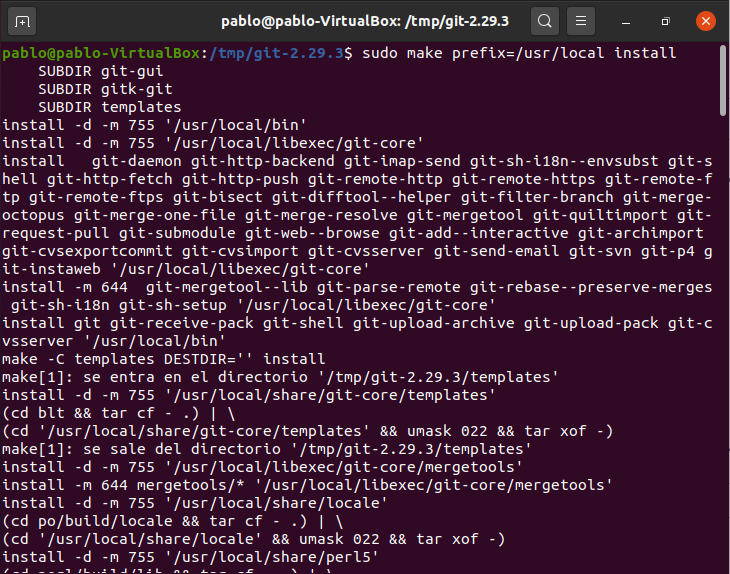 pablo@pablo-VirtualBox: /tmp/git-2.29.3
pablo@pablo-VirtualBox:/tmp/git-2.29.3$ sudo make prefix=/usr/local install
    SUBDIR git-gui
    SUBDIR gitk-git
    SUBDIR templates
install -d -m 755 '/usr/local/bin'
install -d -m 755 '/usr/local/libexec/git-core'
install   git-daemon git-http-backend git-imap-send git-sh-i18n--envsubst git-s
hell git-http-fetch git-http-push git-remote-http git-remote-https git-remote-f
tp git-remote-ftps git-bisect git-difftool--helper git-filter-branch git-merge-
octopus git-merge-one-file git-merge-resolve git-mergetool git-quiltimport git-
request-pull git-submodule git-web--browse git-add--interactive git-archimport
git-cvsexportcommit git-cvsimport git-cvsserver git-send-email git-svn git-p4 g
it-instaweb '/usr/local/libexec/git-core'
install -m 644  git-mergetool--lib git-parse-remote git-rebase--preserve-merges
 git-sh-i18n git-sh-setup '/usr/local/libexec/git-core'
install git git-receive-pack git-shell git-upload-archive git-upload-pack git-c
vsserver '/usr/local/bin'
make -C templates DESTDIR='' install
make[1]: se entra en el directorio '/tmp/git-2.29.3/templates'
install -d -m 755 '/usr/local/share/git-core/templates'
(cd blt && tar cf - .) | \
(cd '/usr/local/share/git-core/templates' && umask 022 && tar xof -)
make[1]: se sale del directorio '/tmp/git-2.29.3/templates'
install -d -m 755 '/usr/local/libexec/git-core/mergetools'
install -m 644 mergetools/* '/usr/local/libexec/git-core/mergetools'
install -d -m 755 '/usr/local/share/locale'
(cd po/build/locale && tar cf - .) | \
(cd '/usr/local/share/locale' && umask 022 && tar xof -)
install -d -m 755 '/usr/local/share/perl5'